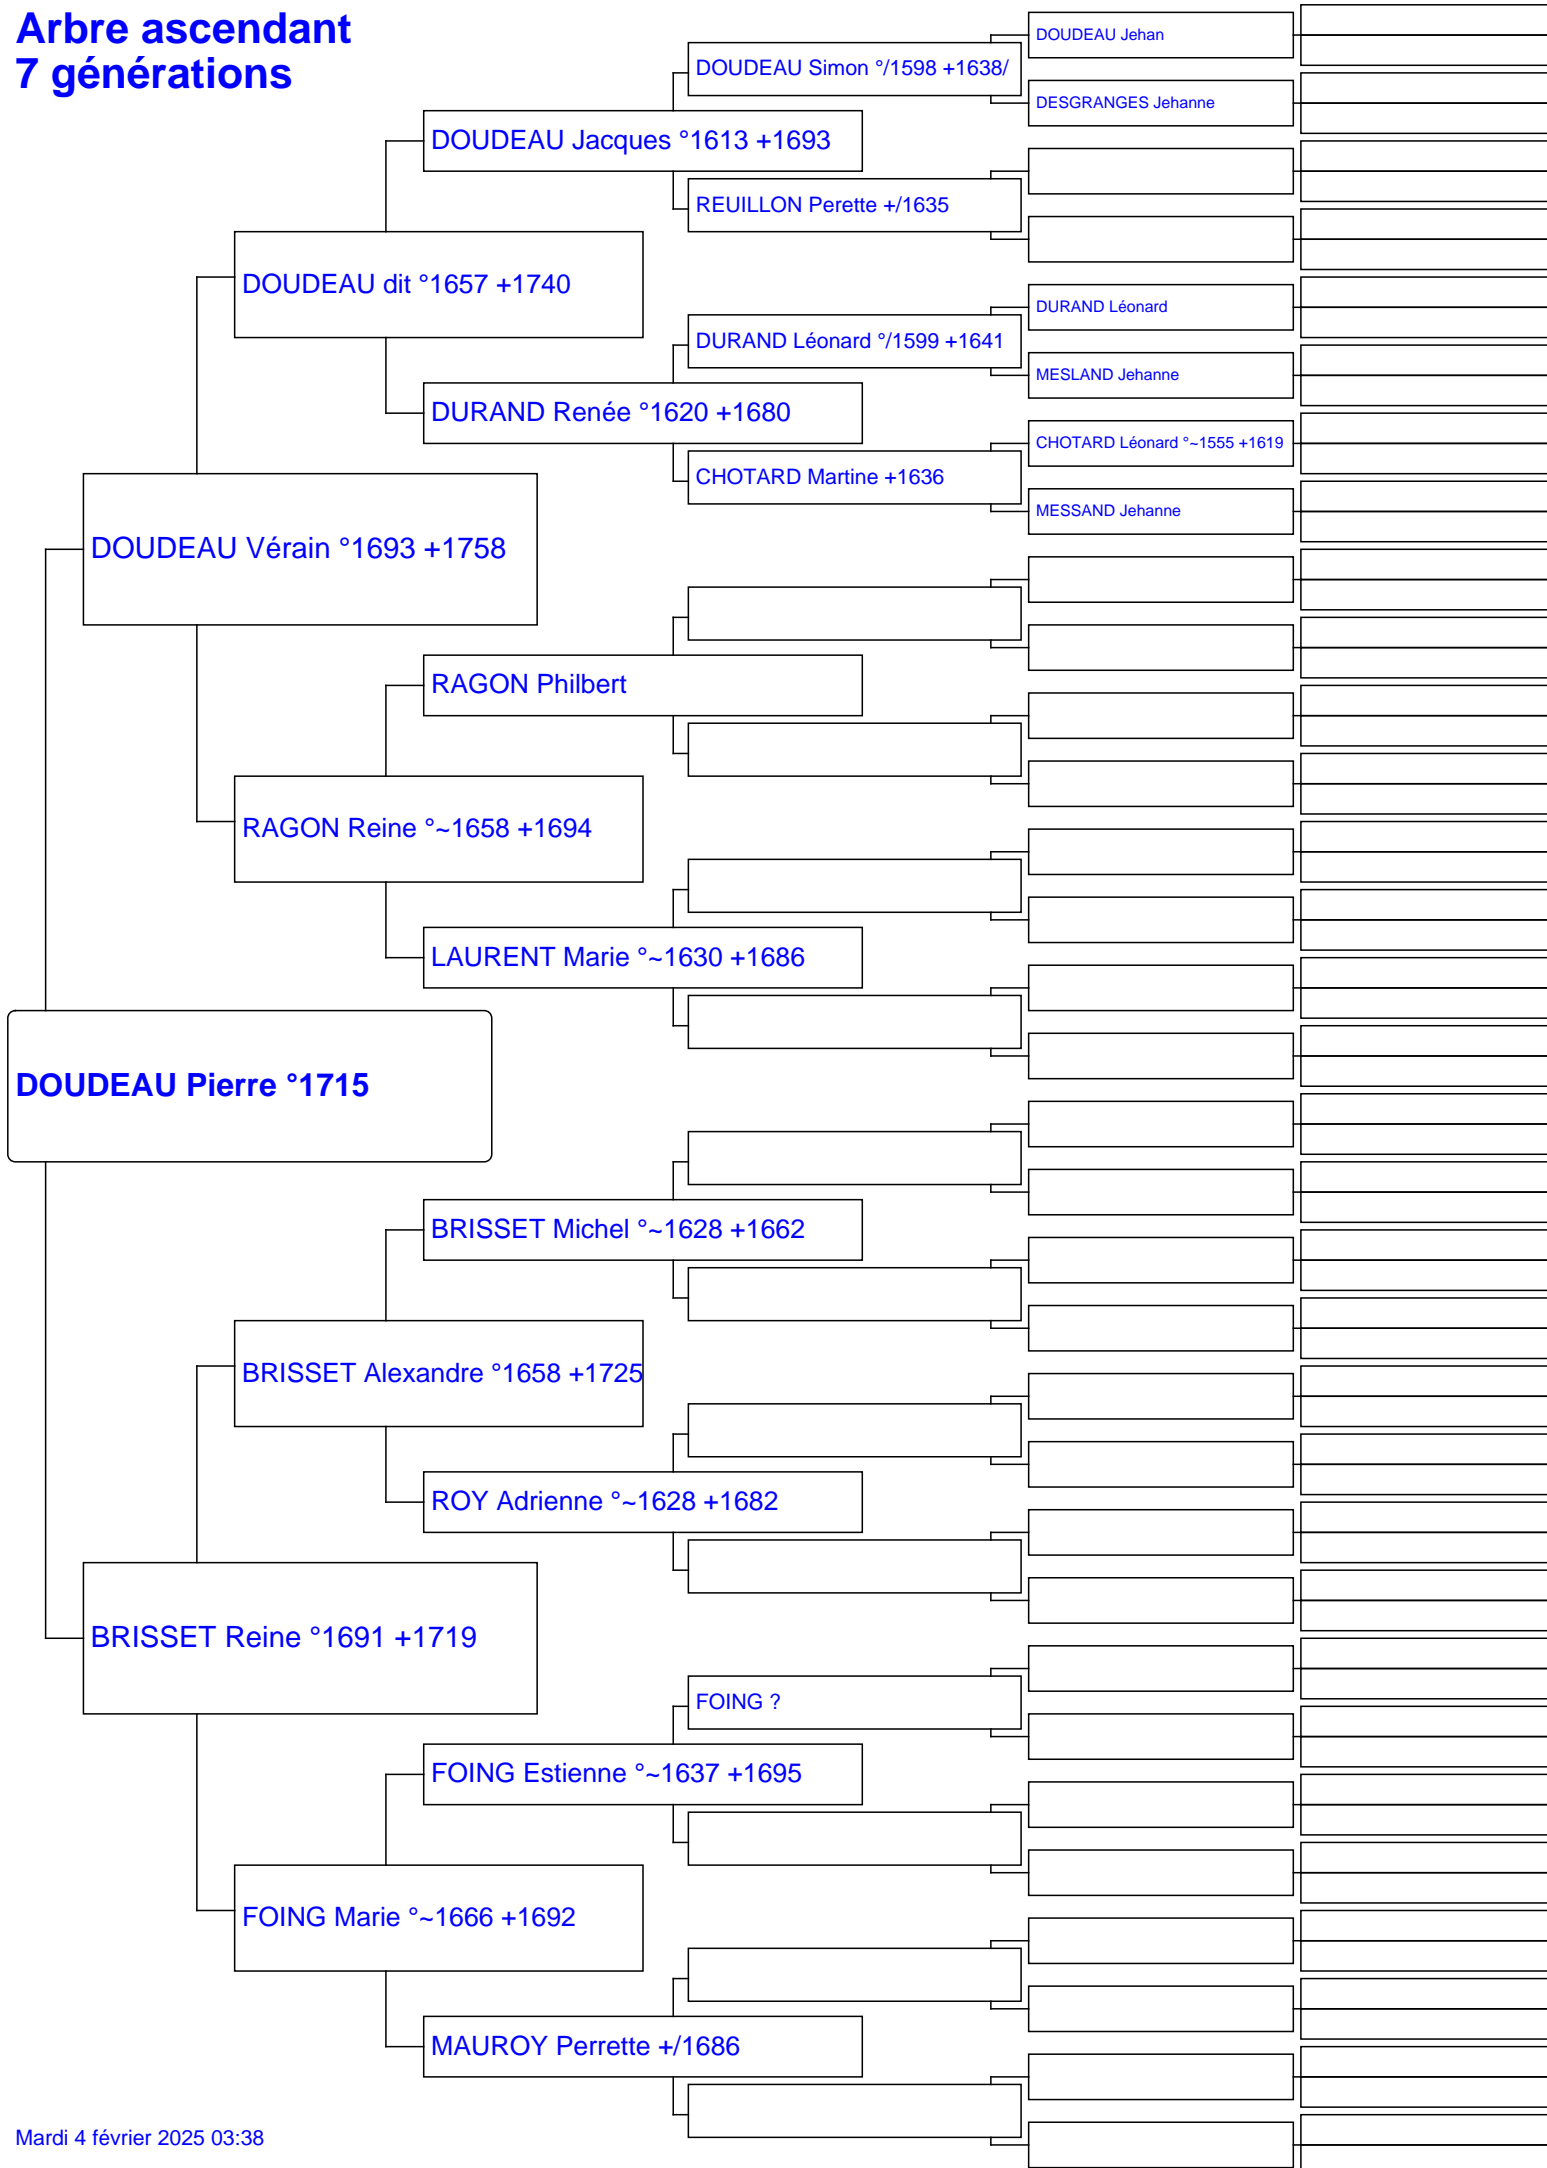 Arbre ascendant
7 générations
DOUDEAU Jehan
DOUDEAU Simon °/1598 +1638/
DESGRANGES Jehanne
DOUDEAU Jacques °1613 +1693
REUILLON Perette +/1635
DOUDEAU dit °1657 +1740
DURAND Léonard
DURAND Léonard °/1599 +1641
MESLAND Jehanne
DURAND Renée °1620 +1680
CHOTARD Léonard °~1555 +1619
CHOTARD Martine +1636
MESSAND Jehanne
DOUDEAU Vérain °1693 +1758
RAGON Philbert
RAGON Reine °~1658 +1694
LAURENT Marie °~1630 +1686
DOUDEAU Pierre °1715
BRISSET Michel °~1628 +1662
BRISSET Alexandre °1658 +1725
ROY Adrienne °~1628 +1682
BRISSET Reine °1691 +1719
FOING ?
FOING Estienne °~1637 +1695
FOING Marie °~1666 +1692
MAUROY Perrette +/1686
Mardi 4 février 2025 03:38